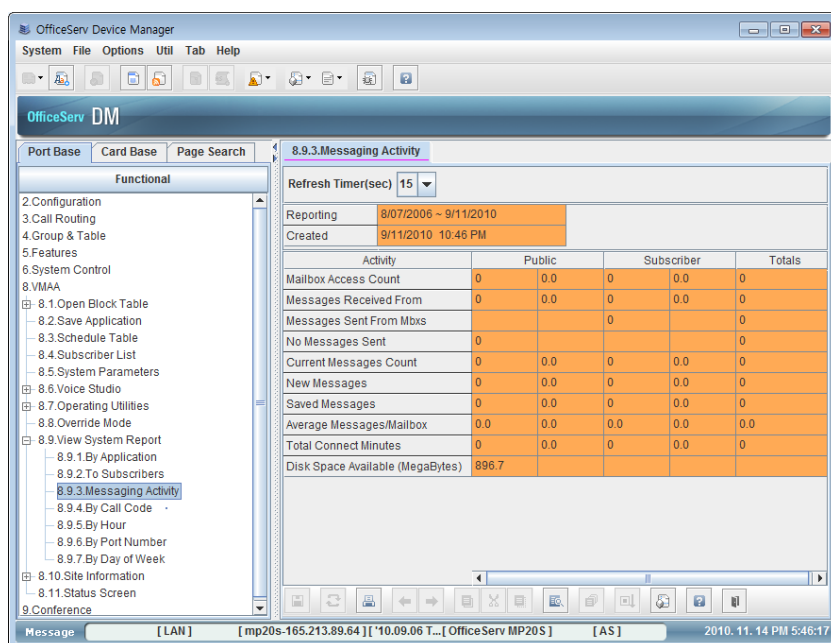 OfficeServ Device Manager
System File Options Util Tab Help
OfficeServ DM
Port Base Card Base Page Search
Functional
2.Configuration
3.Call Routing
4.Group & Table
5.Features
6.System Control
8.VMAA
8.1.Open Block Table
8.2.Save Application
8.3.Schedule Table
8.4.Subscriber List
8.5.System Parameters
8.6.Voice Studio
8.7.Operating Utilities
8.8.Override Mode
8.9.View System Report
8.9.1.By Application
8.9.2.To Subscribers
8.9.3.Messaging Activity
8.9.4.By Call Code
8.9.5.By Hour
8.9.6.By Port Number
8.9.7.By Day of Week
8.10.Site Information
8.11.Status Screen
9.Conference
8.9.3.Messaging Activity
Refresh Timer(sec) 15
Reporting 8/07/2006 ~ 9/11/2010
Created 9/11/2010 10:46 PM
Activity Public Subscriber Totals
Mailbox Access Count 0 0.0 0 0.0 0
Messages Received From 0 0.0 0 0.0 0
Messages Sent From Mbxs 0 0
No Messages Sent 0 0
Current Messages Count 0 0.0 0 0.0 0
New Messages 0 0.0 0 0.0 0
Saved Messages 0 0.0 0 0.0 0
Average Messages/Mailbox 0.0 0.0 0.0 0.0 0.0
Total Connect Minutes 0 0.0 0 0.0 0
Disk Space Available (MegaBytes) 896.7
Message [LAN] [mp20s-165.213.89.64]['10.09.06 T...[OfficeServ MP20S] [AS] 2010. 11. 14 PM 5:46:17